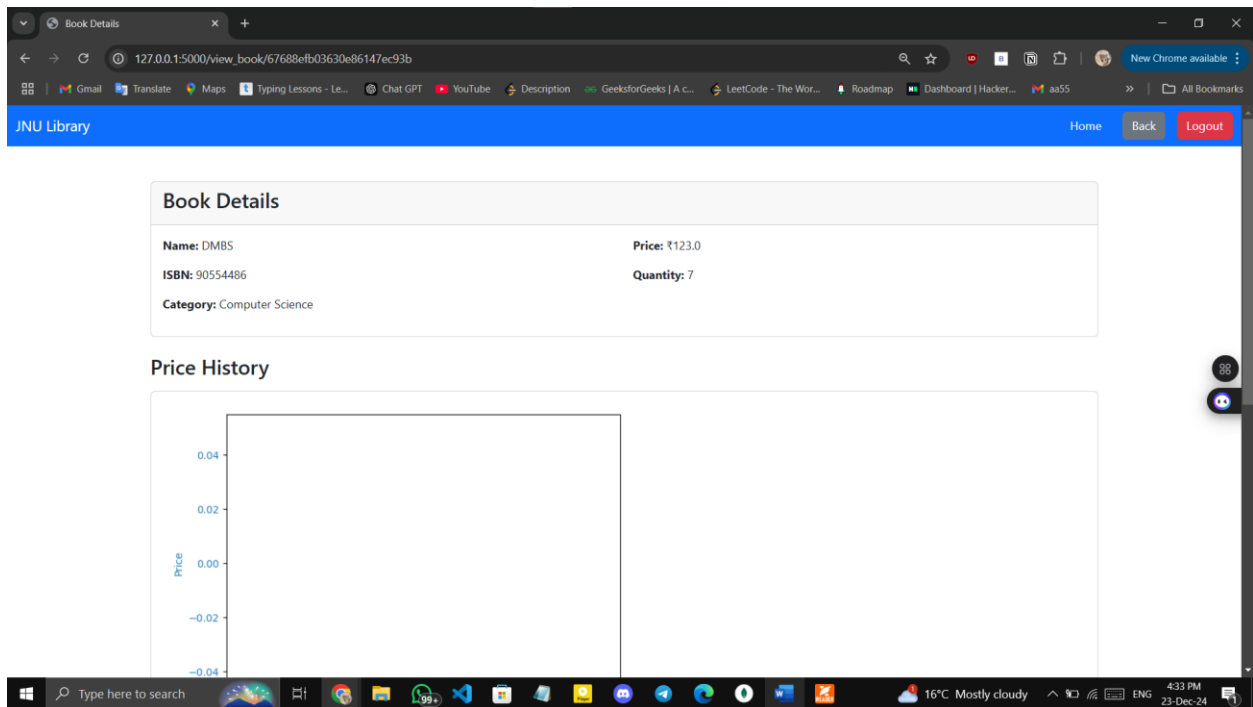 Book Details
127.0.0.1:5000/view_book/67688efb03630e86147ec93b
New Chrome available
Gmail Translate Maps Typing Lessons - Le... Chat GPT YouTube Description GeeksforGeeks | A c... LeetCode - The Wor... Roadmap Dashboard | Hacker... aa55 » All Bookmarks
JNU Library Home Back Logout
Book Details
Name: DMBS Price: ₹123.0
ISBN: 90554486 Quantity: 7
Category: Computer Science
Price History
0.04
0.02
Price
0.00
−0.02
−0.04
Type here to search 99+ 16°C Mostly cloudy ENG 4:33 PM
23-Dec-24